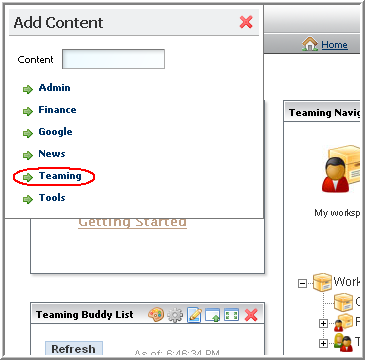 Add Content
Content
Admin
Finance
Google
News
Teaming
Tools
Home
Teaming Navig
My worksp
Work
Getting Started
Teaming Buddy List
Refresh
As of: 6:46:34 PM